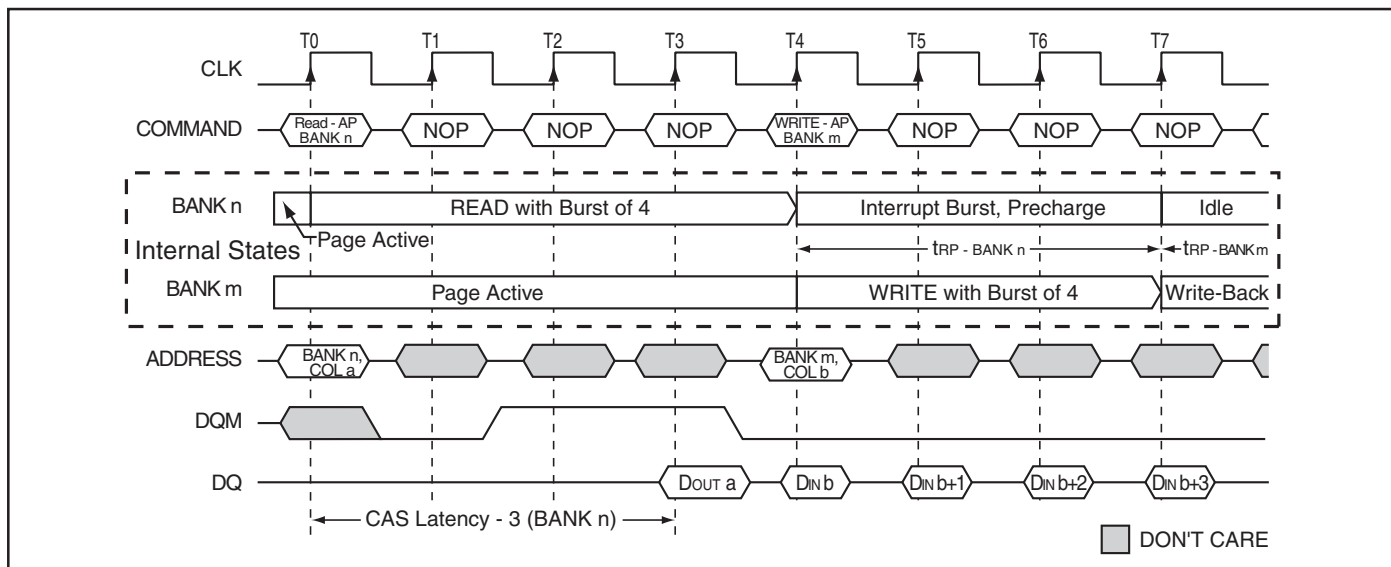 T0 T1 T2 T3 T4 T5 T6 T7
CLK
COMMAND Read - AP BANK n NOP NOP NOP WRITE - AP BANK m NOP NOP NOP
BANK n READ with Burst of 4 Interrupt Burst, Precharge Idle
Page Active
Internal States tRP - BANK n tRP - BANK m
BANK m Page Active WRITE with Burst of 4 Write-Back
ADDRESS BANK n, COL a BANK m, COL b
DQM
DQ DOUT a DIN b DIN b+1 DIN b+2 DIN b+3
CAS Latency - 3 (BANK n)
DON'T CARE